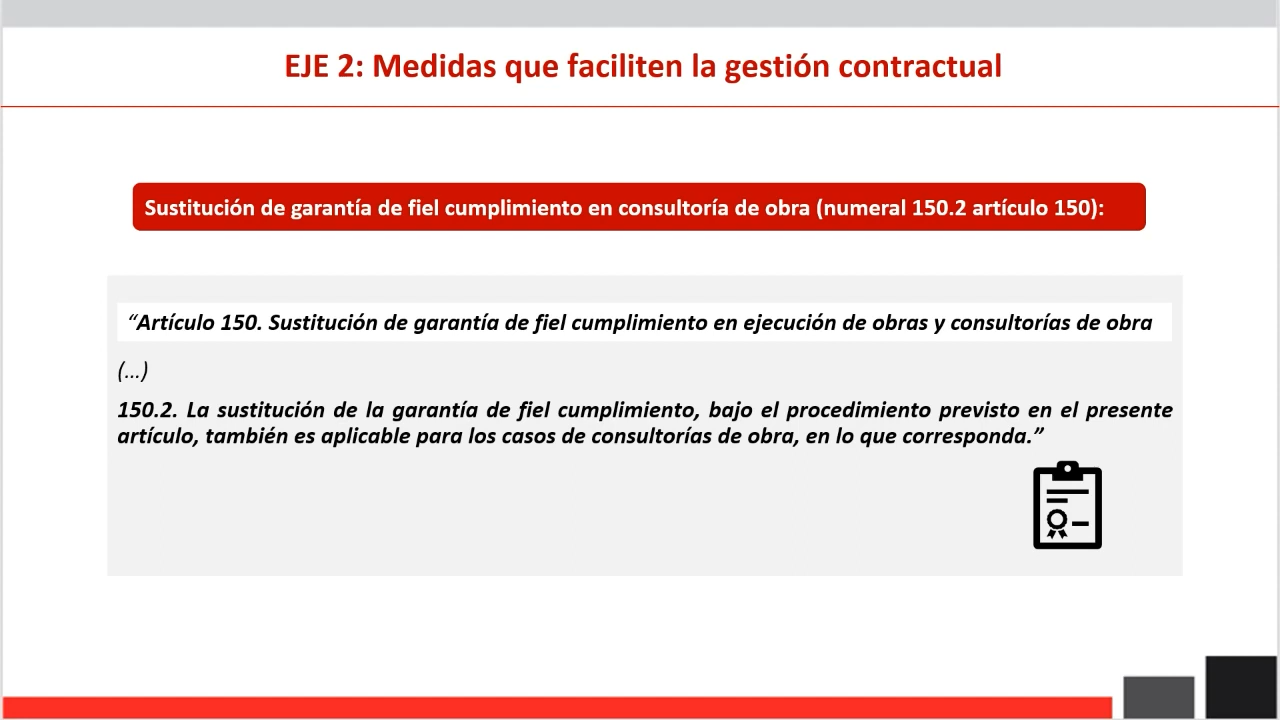 EJE 2: Medidas que faciliten la gestión contractual
Sustitución de garantía de fiel cumplimiento en consultoría de obra (numeral 150.2 artículo 150):
“Artículo 150. Sustitución de garantía de fiel cumplimiento en ejecución de obras y consultorías de obra
(...)
150.2. La sustitución de la garantía de fiel cumplimiento, bajo el procedimiento previsto en el presente
artículo, también es aplicable para los casos de consultorías de obra, en lo que corresponda.”